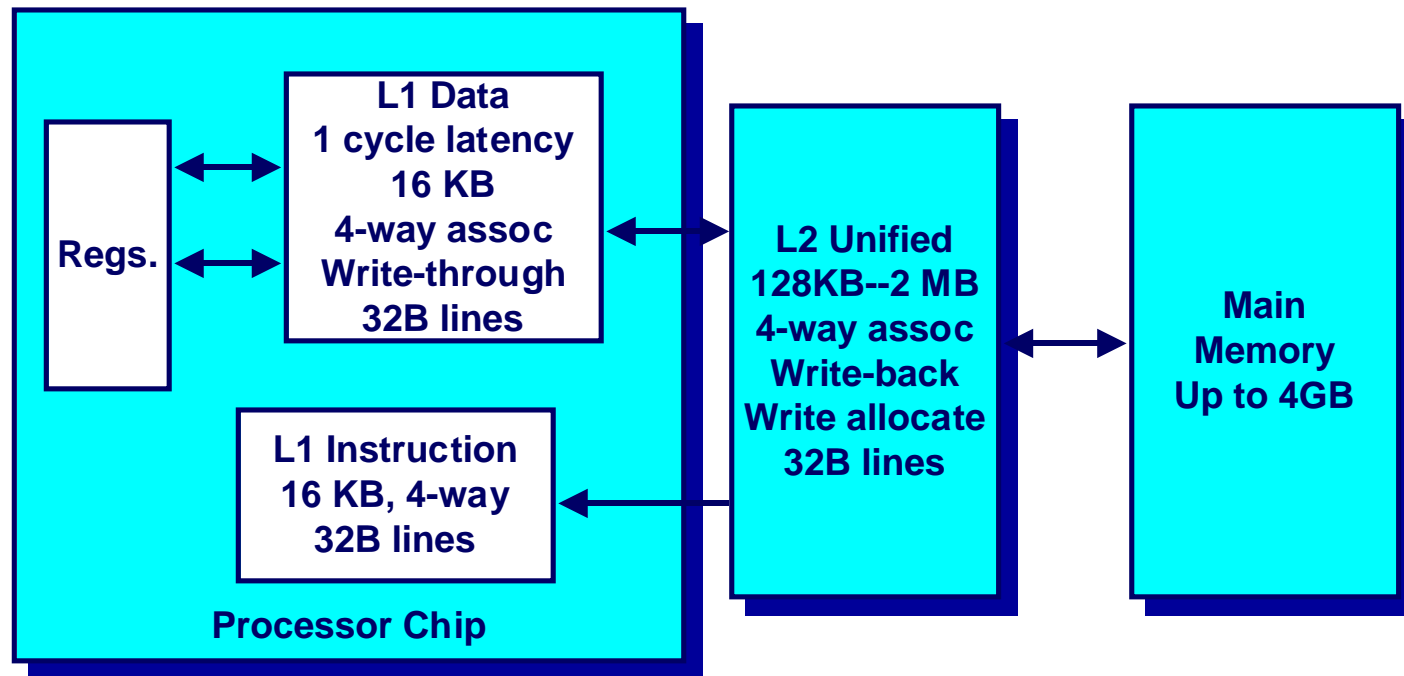 L1 Data
1 cycle latency
16 KB
4-way assoc
Write-through
32B lines
Regs.
L1 Instruction
16 KB, 4-way
32B lines
Processor Chip
L2 Unified
128KB--2 MB
4-way assoc
Write-back
Write allocate
32B lines
Main
Memory
Up to 4GB